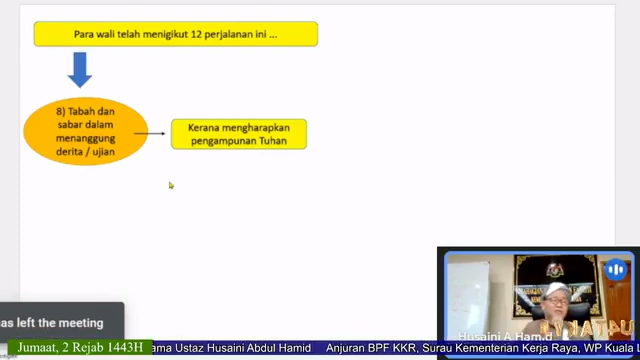 Para wali telah menigikut 12 perjalanan ini ...
8) Tabah dan
sabar dalam
menanggung
derita / ujian
Kerana mengharapkan
pengampunan Tuhan
as left the meeting
Husaini A Hamid
Jumaat, 2 Rejab 1443H ama Ustaz Husaini Abdul Hamid Anjuran BPF KKR, Surau Kementerian Kerja Raya, WP Kuala L